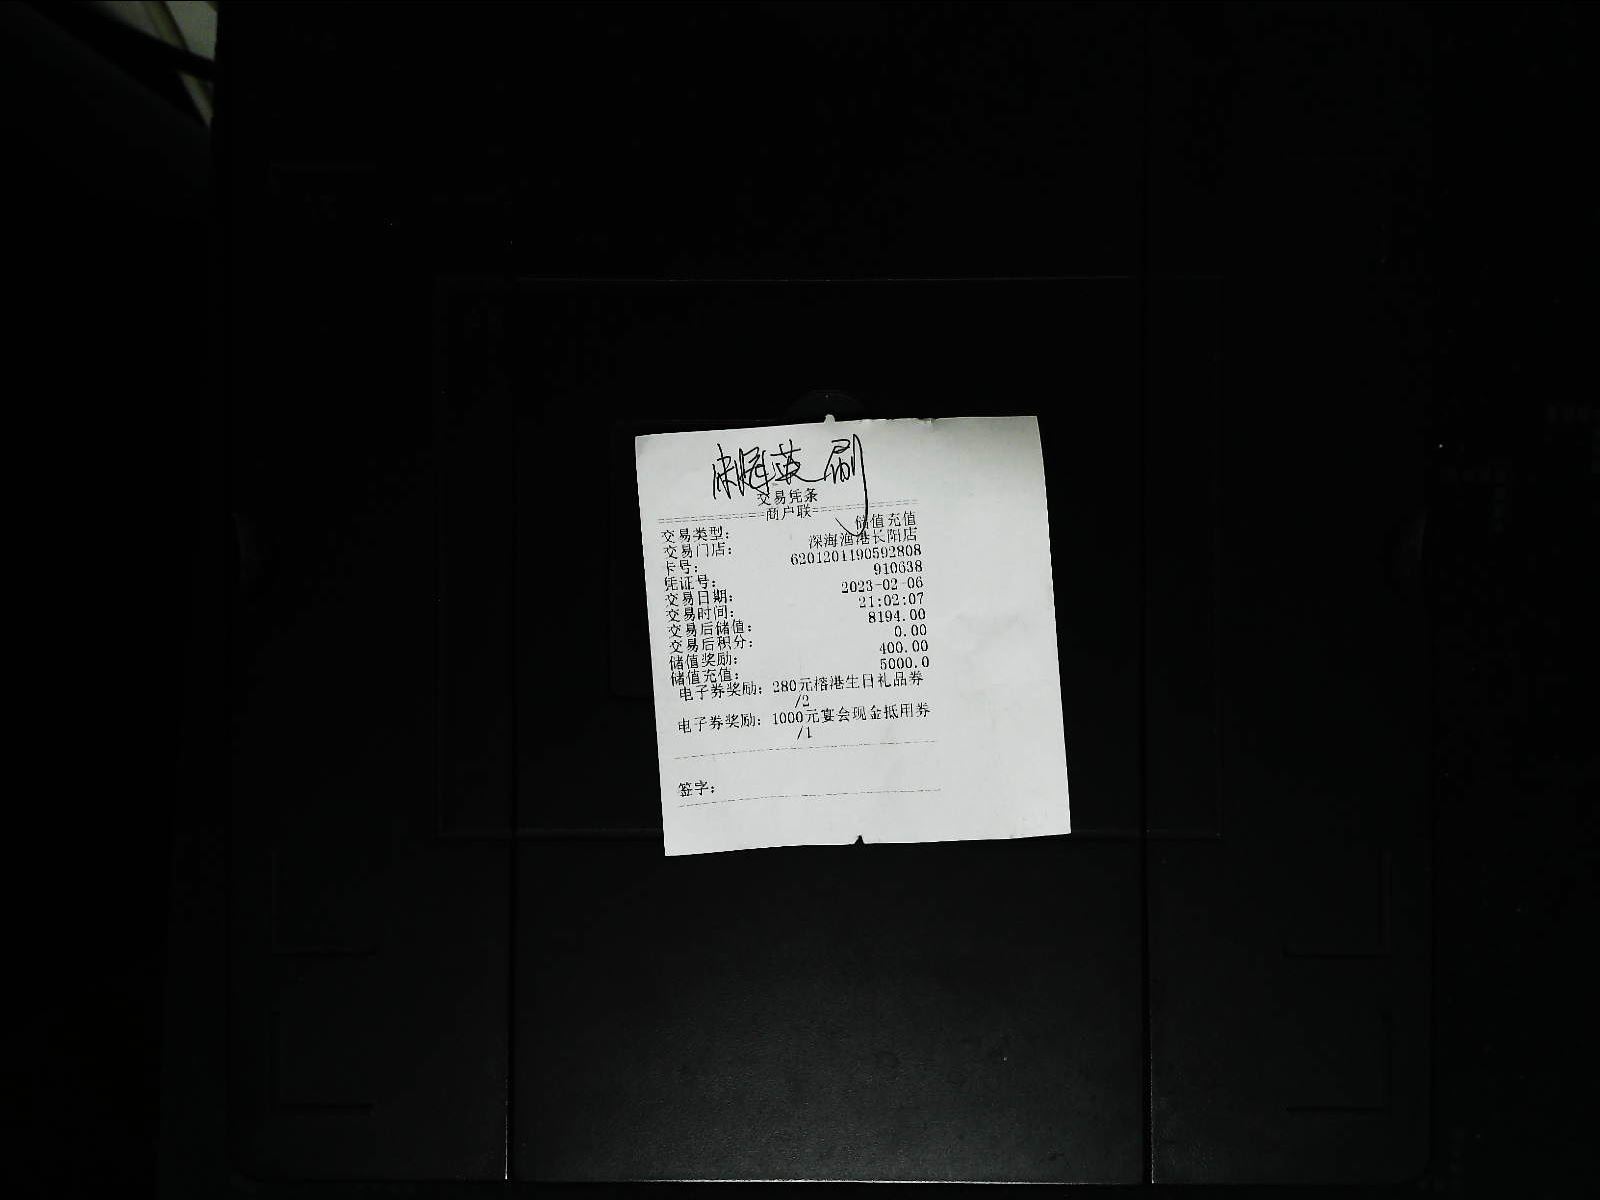 交易凭条
================商户联================
交易类型： 储值充值
交易门店： 深海渔港长阳店
卡号： 6201201190592808
凭证号： 910638
交易日期： 2023-02-06
交易时间： 21:02:07
交易后储值： 8194.00
交易后积分： 0.00
储值奖励： 400.00
储值充值： 5000.0
电子券奖励：280元榕港生日礼品券
/2
电子券奖励：1000元宴会现金抵用券
/1
签字：